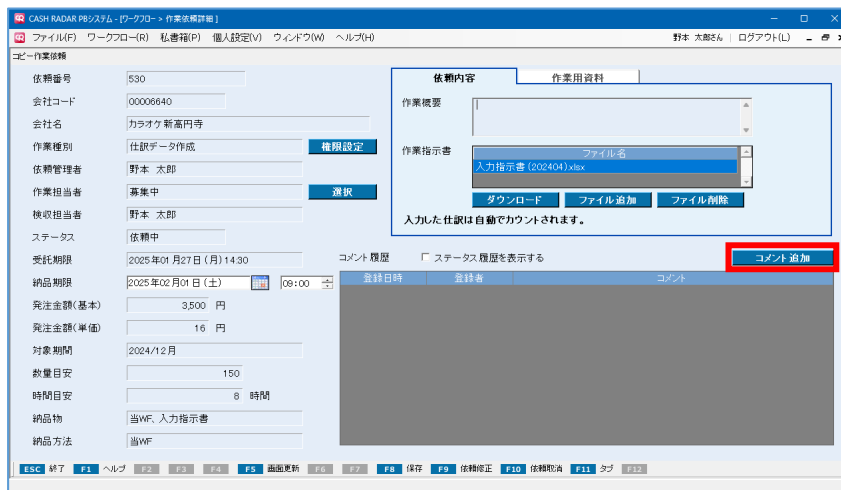 CASH RADAR PBシステム - [ワークフロー > 作業依頼詳細 ]
ファイル(F) ワークフロー(R) 私書箱(P) 個人設定(V) ウィンドウ(W) ヘルプ(H) 野本 太郎さん ログアウト(L)
コピー作業依頼
依頼番号 530
会社コード 00006640
会社名 カラオケ新高円寺
作業種別 仕訳データ作成 権限設定
依頼管理者 野本 太郎
作業担当者 募集中 選択
検収担当者 野本 太郎
ステータス 依頼中
受託期限 2025年01月27日(月)14:30
納品期限 2025年02月01日(土) 09:00
発注金額(基本) 3,500 円
発注金額(単価) 16 円
対象期間 2024/12月
数量目安 150
時間目安 8 時間
納品物 当WF、入力指示書
納品方法 当WF
依頼内容 作業用資料
作業概要
作業指示書 ファイル名
入力指示書(202404).xlsx
ダウンロード ファイル追加 ファイル削除
入力した仕訳は自動でカウントされます。
コメント履歴 ステータス履歴を表示する コメント追加
登録日時 登録者 コメント
ESC 終了 F1 ヘルプ F2 F3 F4 F5 画面更新 F6 F7 F8 保存 F9 依頼修正 F10 依頼取消 F11 タブ F12